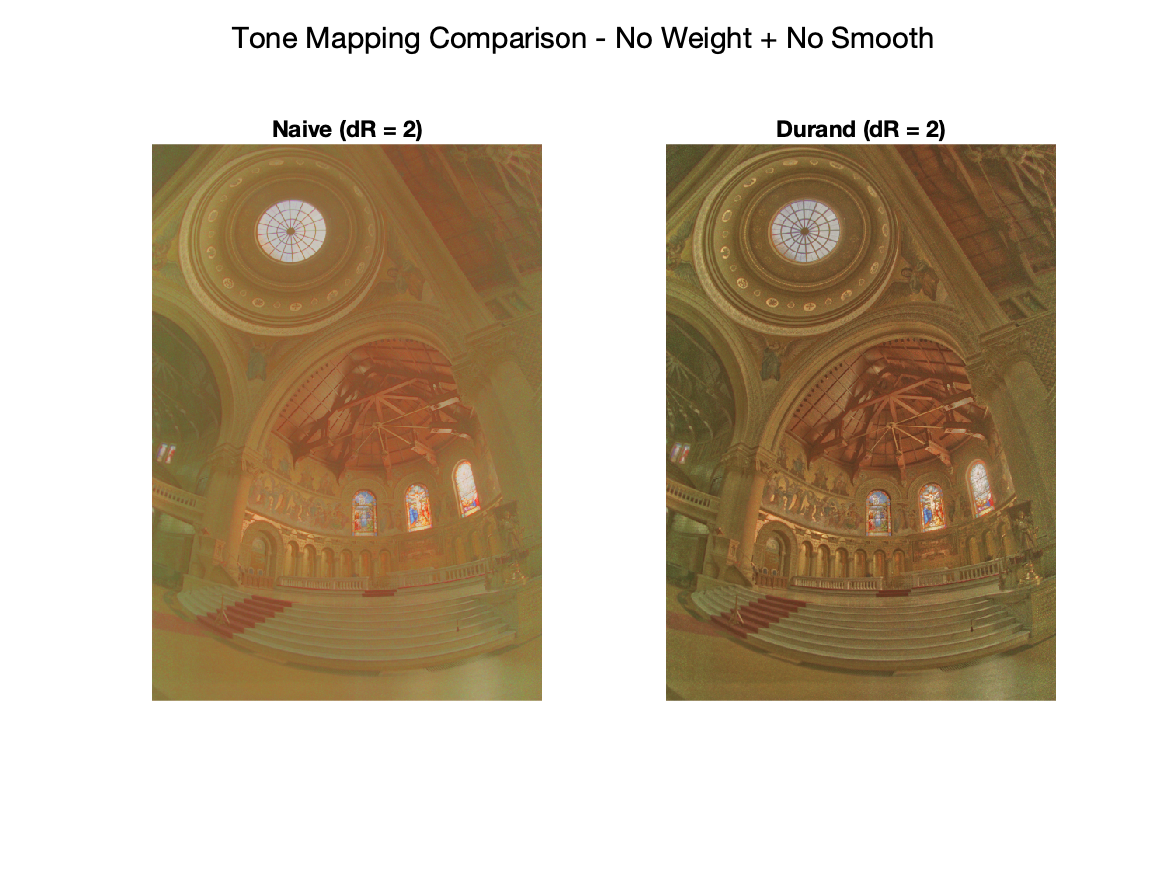 Tone Mapping Comparison - No Weight + No Smooth
Naive (dR = 2)
Durand (dR = 2)